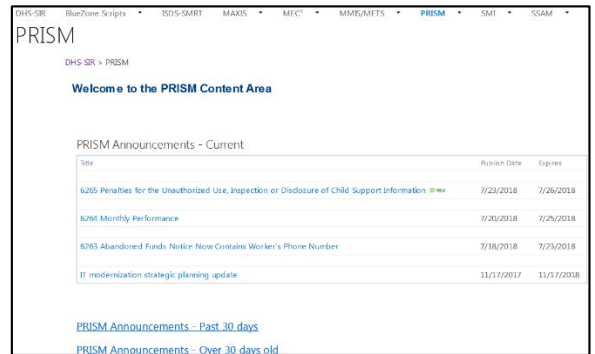 DHS-SIR BlueZone Scripts ISDS-SMRT MAXIS MEC² MMIS/METS PRISM SMI SSAM
PRISM
DHS-SIR > PRISM
Welcome to the PRISM Content Area
PRISM Announcements - Current
Title Publish Date Expires
6265 Penalties for the Unauthorized Use, Inspection or Disclosure of Child Support Information NEW 7/23/2018 7/26/2018
6264 Monthly Performance 7/20/2018 7/25/2018
6263 Abandoned Funds Notice Now Contains Worker's Phone Number 7/18/2018 7/23/2018
IT modernization strategic planning update 11/17/2017 11/17/2018
PRISM Announcements - Past 30 days
PRISM Announcements - Over 30 days old